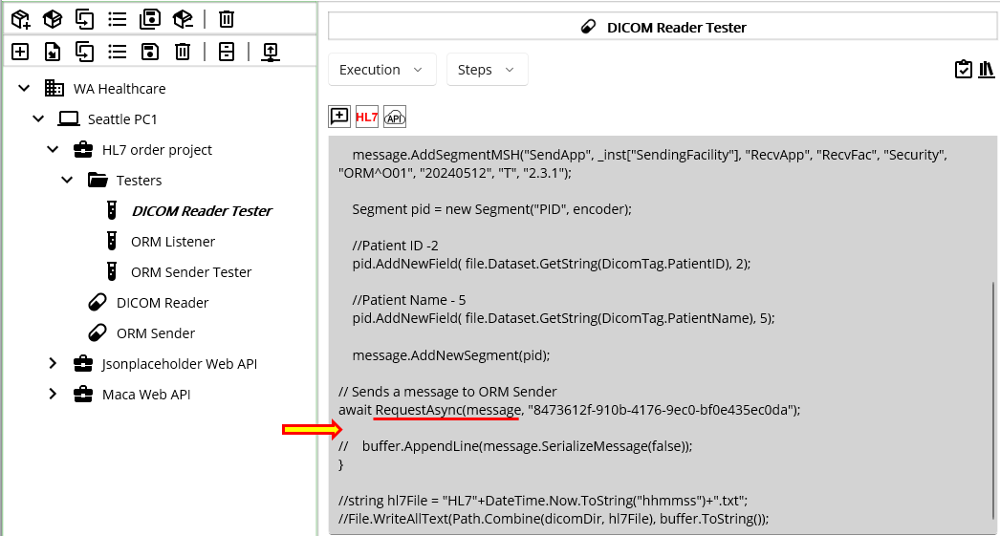 DICOM Reader Tester
Execution
Steps
HL7
API
WA Healthcare
Seattle PC1
HL7 order project
Testers
DICOM Reader Tester
ORM Listener
ORM Sender Tester
DICOM Reader
ORM Sender
Jsonplaceholder Web API
Maca Web API
message.AddSegmentMSH("SendApp", _inst["SendingFacility"], "RecvApp", "RecvFac", "Security",
"ORM^O01", "20240512", "T", "2.3.1");
Segment pid = new Segment("PID", encoder);
//Patient ID -2
pid.AddNewField( file.Dataset.GetString(DicomTag.PatientID), 2);
//Patient Name - 5
pid.AddNewField( file.Dataset.GetString(DicomTag.PatientName), 5);
message.AddNewSegment(pid);
// Sends a message to ORM Sender
await RequestAsync(message, "8473612f-910b-4176-9ec0-bf0e435ec0da");
// buffer.AppendLine(message.SerializeMessage(false));
}
//string hl7File = "HL7"+DateTime.Now.ToString("hhmmss")+".txt";
//File.WriteAllText(Path.Combine(dicomDir, hl7File), buffer.ToString());